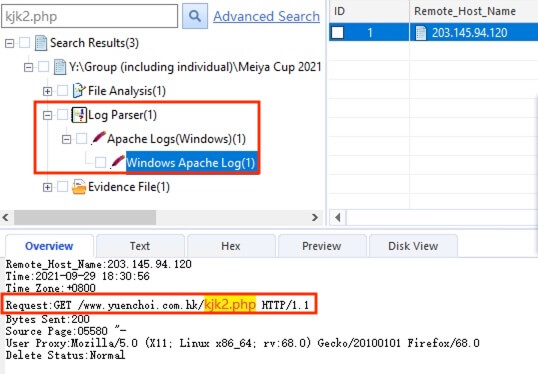 kjk2.php
Advanced Search
Search Results(3)
Y:\Group (including individual)\Meiya Cup 2021
File Analysis(1)
Log Parser(1)
Apache Logs(Windows)(1)
Windows Apache Log(1)
Evidence File(1)
ID Remote_Host_Name
1 203.145.94.120
Overview Text Hex Preview Disk View
Remote_Host_Name:203.145.94.120
Time:2021-09-29 18:30:56
Time Zone:+0800
Request:GET /www.yuenchoi.com.hk/kjk2.php HTTP/1.1
Bytes Sent:200
Source Page:05580 "-
User Proxy:Mozilla/5.0 (X11; Linux x86_64; rv:68.0) Gecko/20100101 Firefox/68.0
Delete Status:Normal